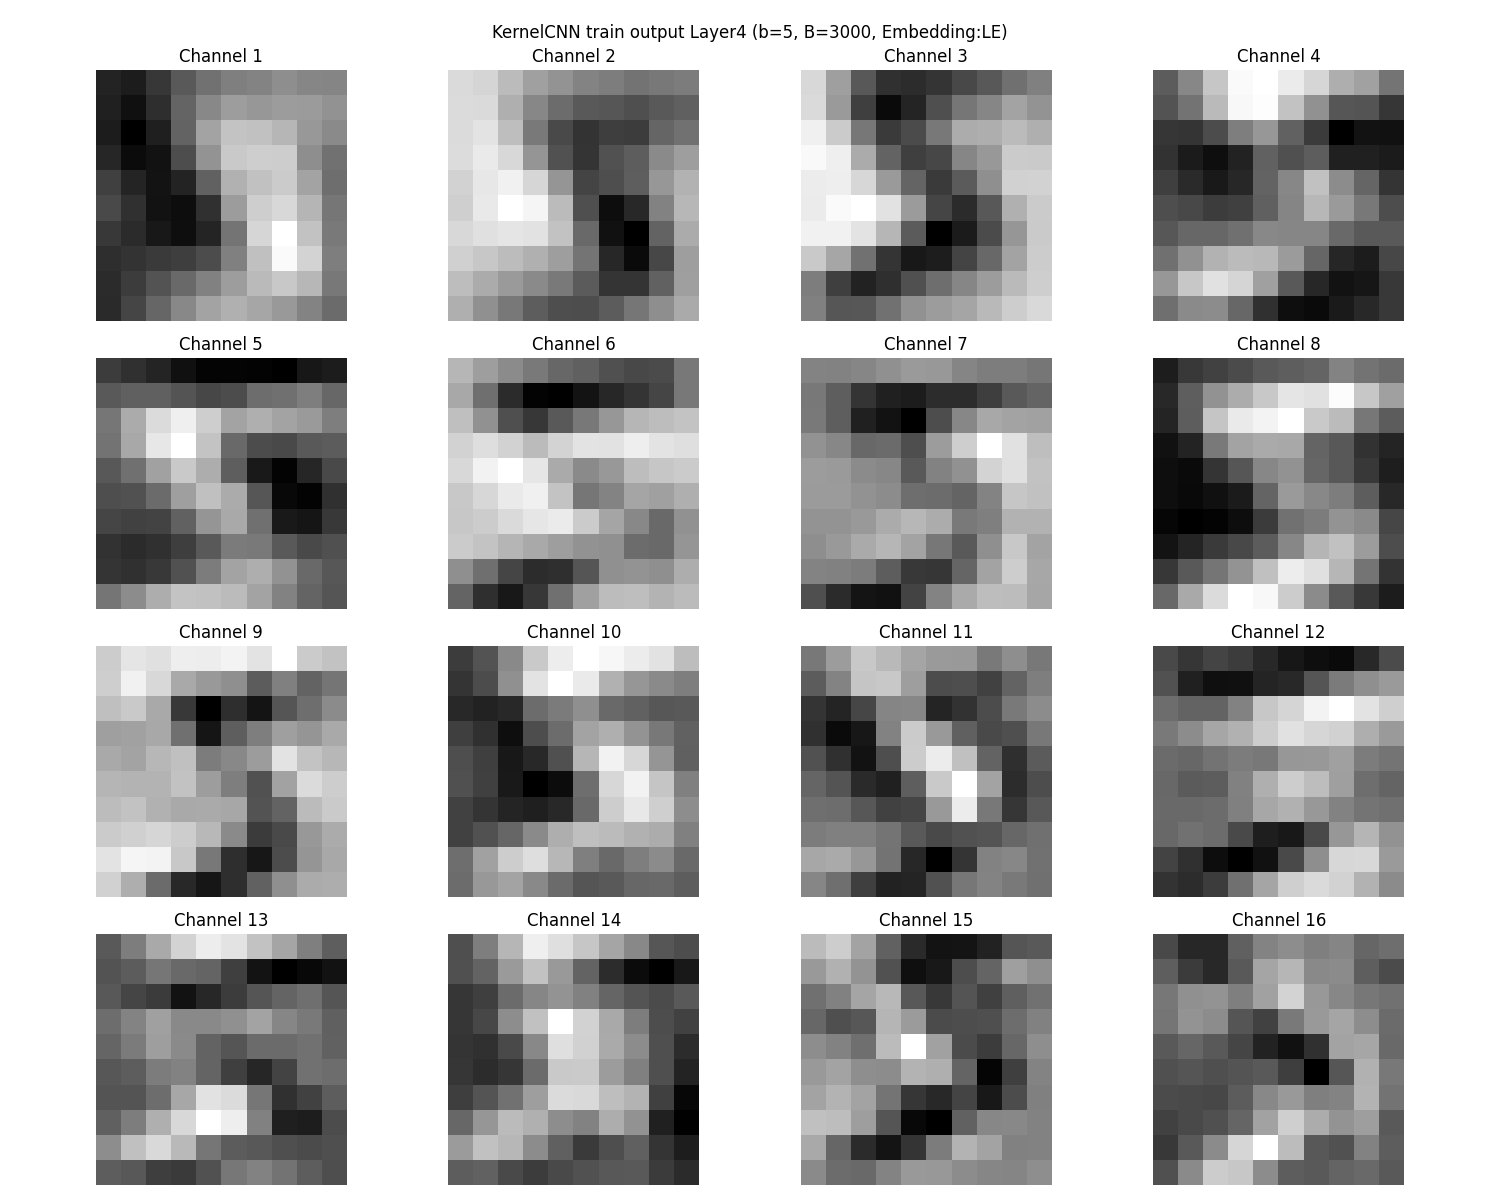 KernelCNN train output Layer4 (b=5, B=3000, Embedding:LE)
Channel 1
Channel 2
Channel 3
Channel 4
Channel 5
Channel 6
Channel 7
Channel 8
Channel 9
Channel 10
Channel 11
Channel 12
Channel 13
Channel 14
Channel 15
Channel 16